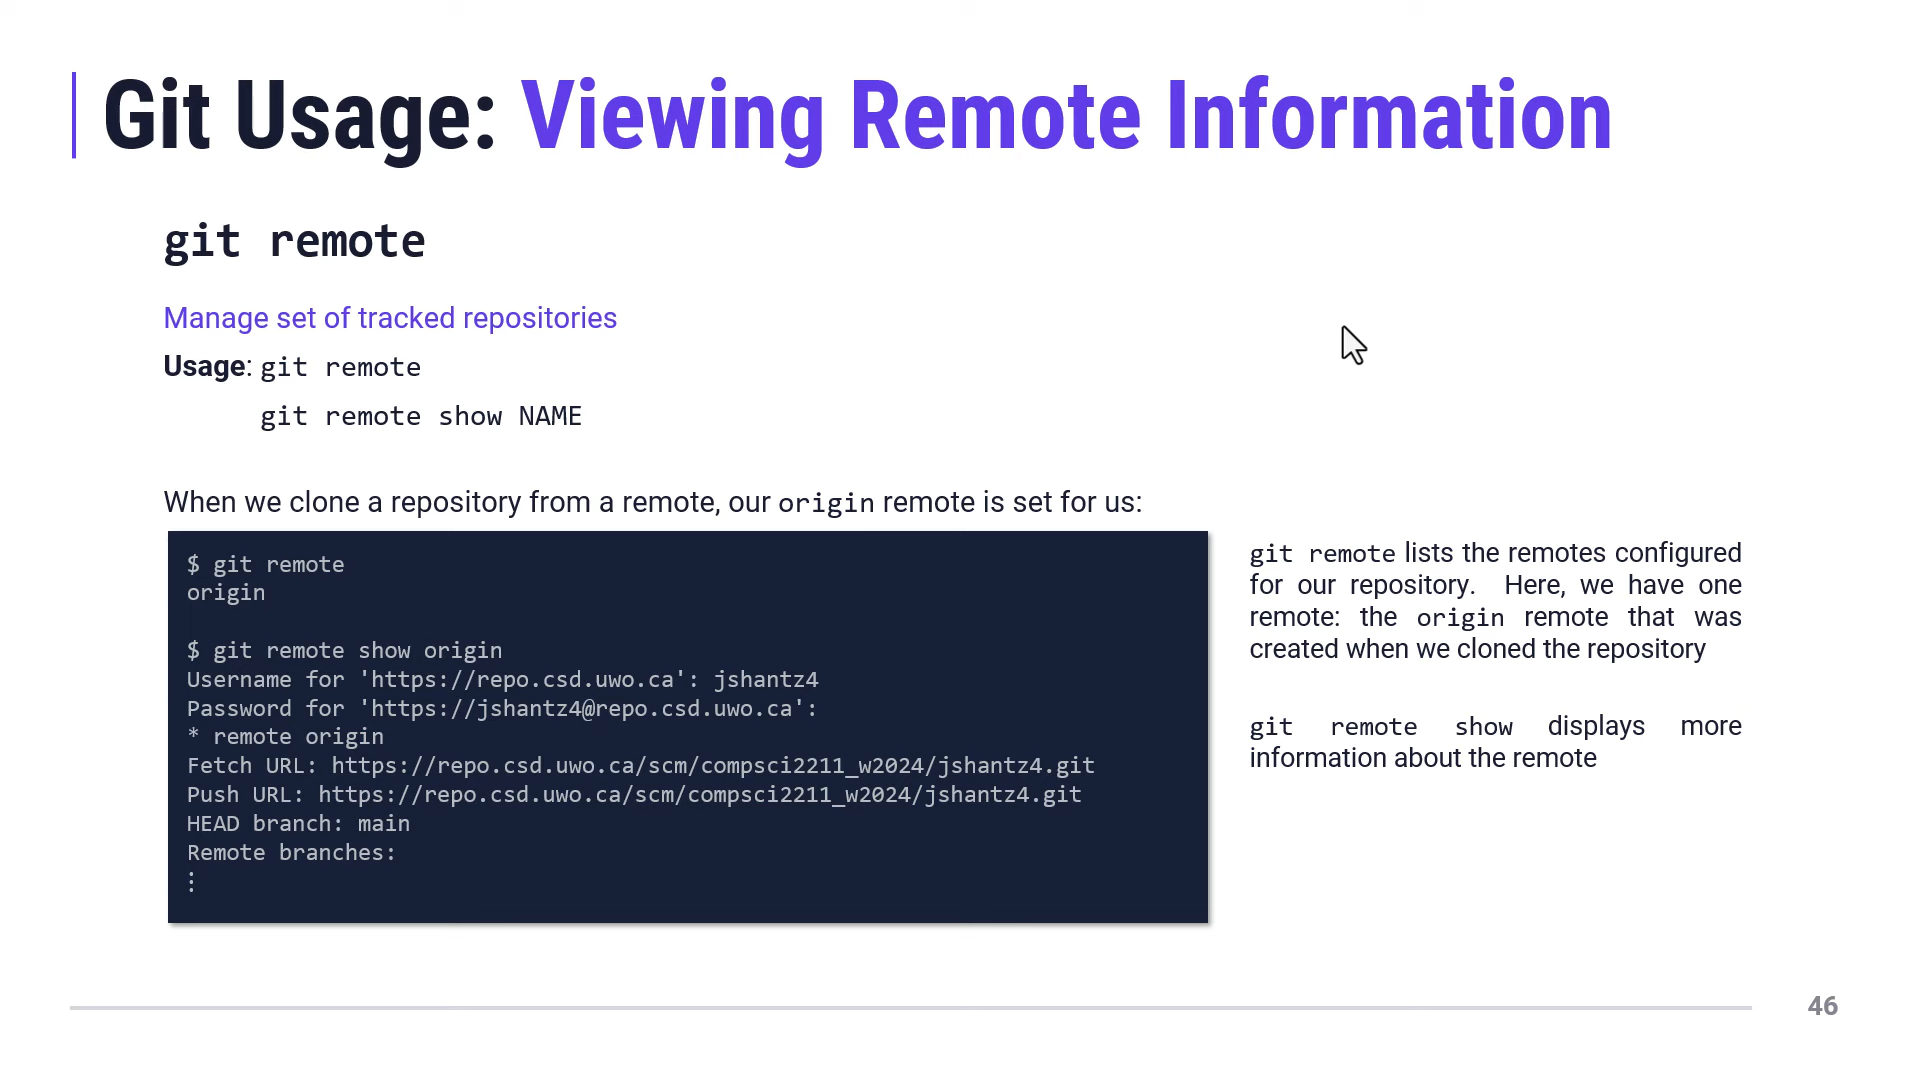 Git Usage: Viewing Remote Information
git remote
Manage set of tracked repositories
Usage: git remote
git remote show NAME
When we clone a repository from a remote, our origin remote is set for us:
$ git remote
origin
$ git remote show origin
Username for 'https://repo.csd.uwo.ca': jshantz4
Password for 'https://jshantz4@repo.csd.uwo.ca':
* remote origin
Fetch URL: https://repo.csd.uwo.ca/scm/compsci2211_w2024/jshantz4.git
Push URL: https://repo.csd.uwo.ca/scm/compsci2211_w2024/jshantz4.git
HEAD branch: main
Remote branches:
⋮
git remote lists the remotes configured
for our repository. Here, we have one
remote: the origin remote that was
created when we cloned the repository
git remote show displays more
information about the remote
46